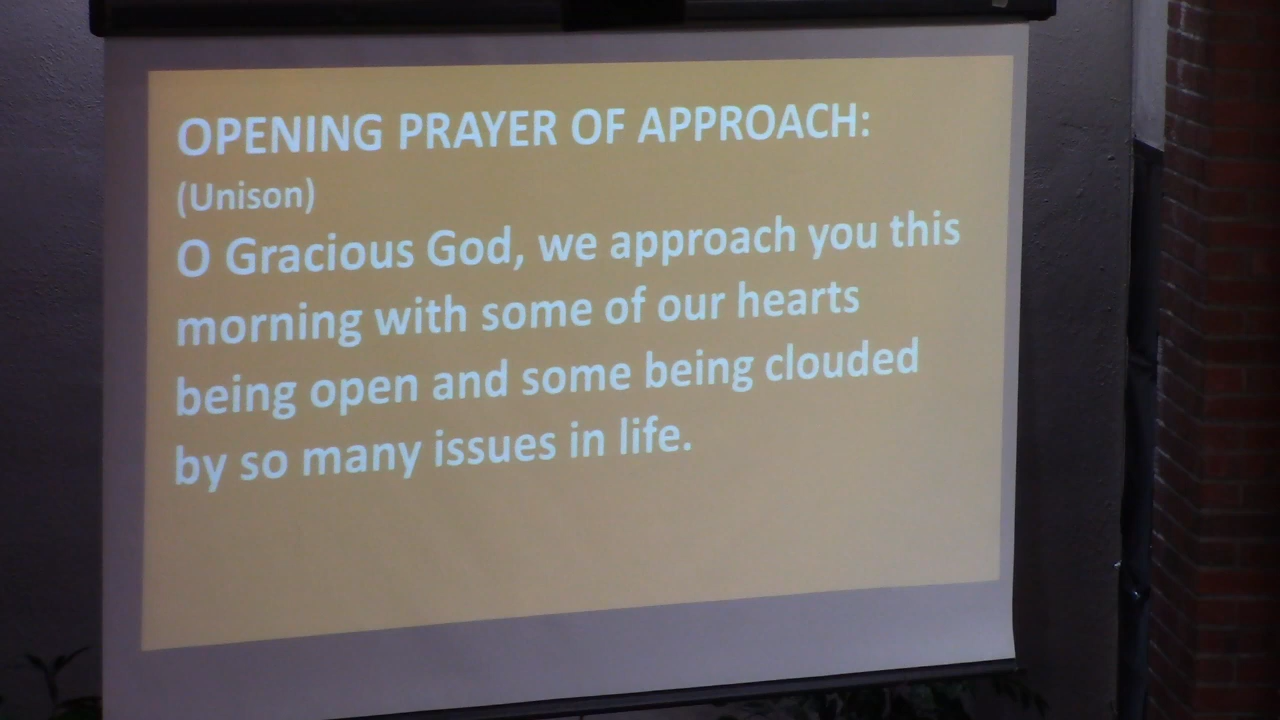 OPENING PRAYER OF APPROACH:
(Unison)
O Gracious God, we approach you this
morning with some of our hearts
being open and some being clouded
by so many issues in life.